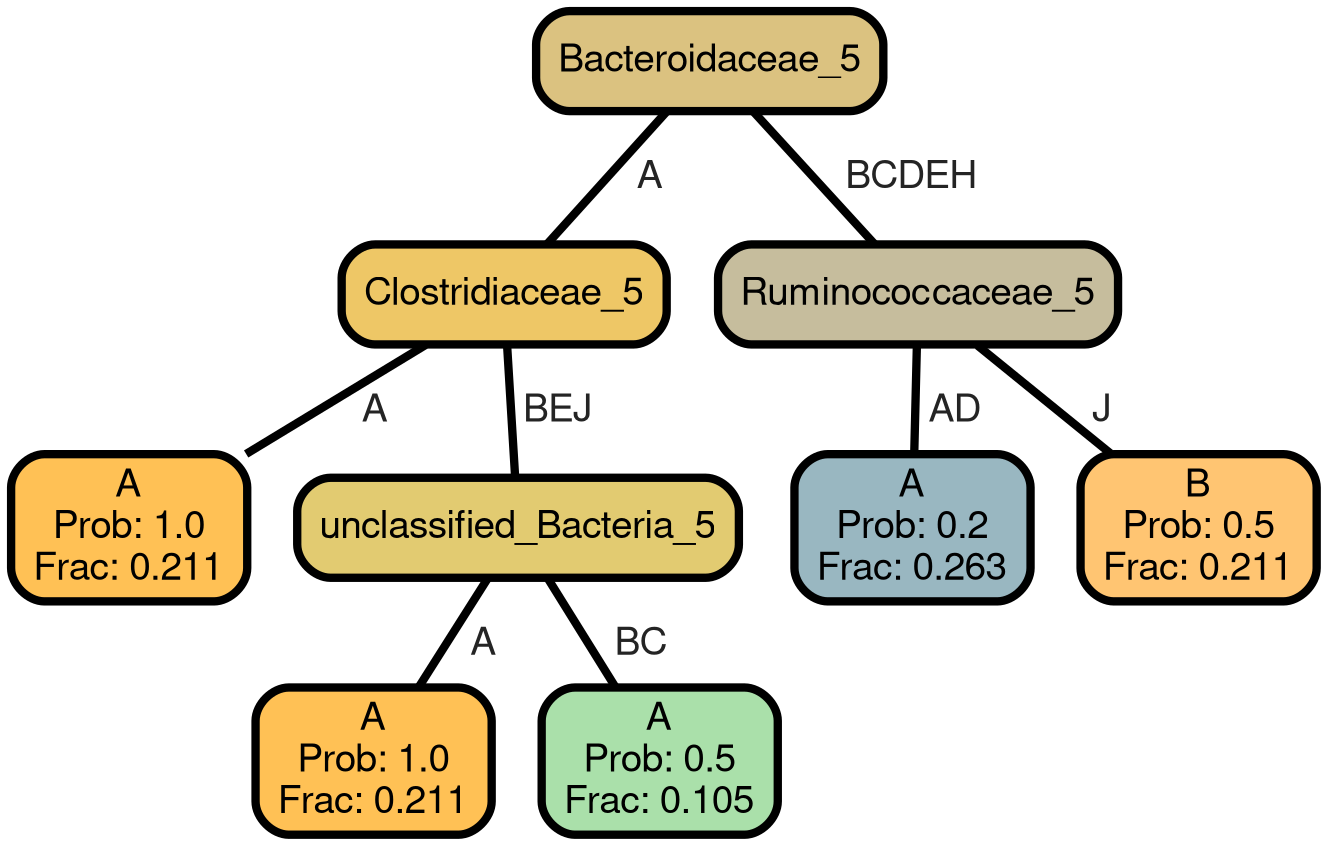 Bacteroidaceae_5
A
BCDEH
Clostridiaceae_5
Ruminococcaceae_5
A
BEJ
AD
J
A
Prob: 1.0
Frac: 0.211
unclassified_Bacteria_5
A
Prob: 0.2
Frac: 0.263
B
Prob: 0.5
Frac: 0.211
A
BC
A
Prob: 1.0
Frac: 0.211
A
Prob: 0.5
Frac: 0.105